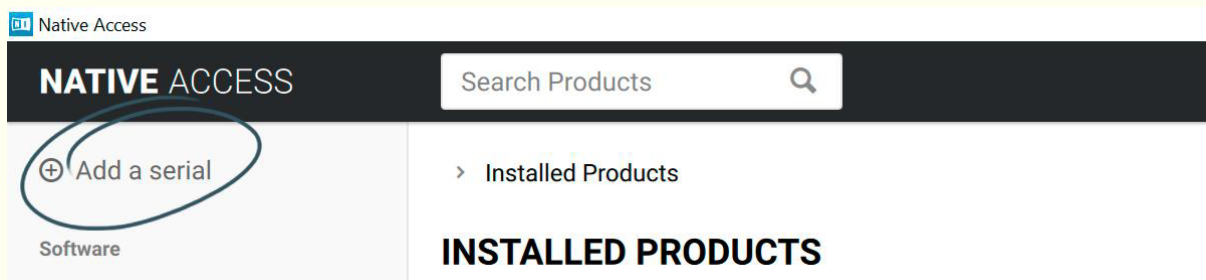 Native Access
NATIVE ACCESS
Search Products
Add a serial
> Installed Products
Software
INSTALLED PRODUCTS